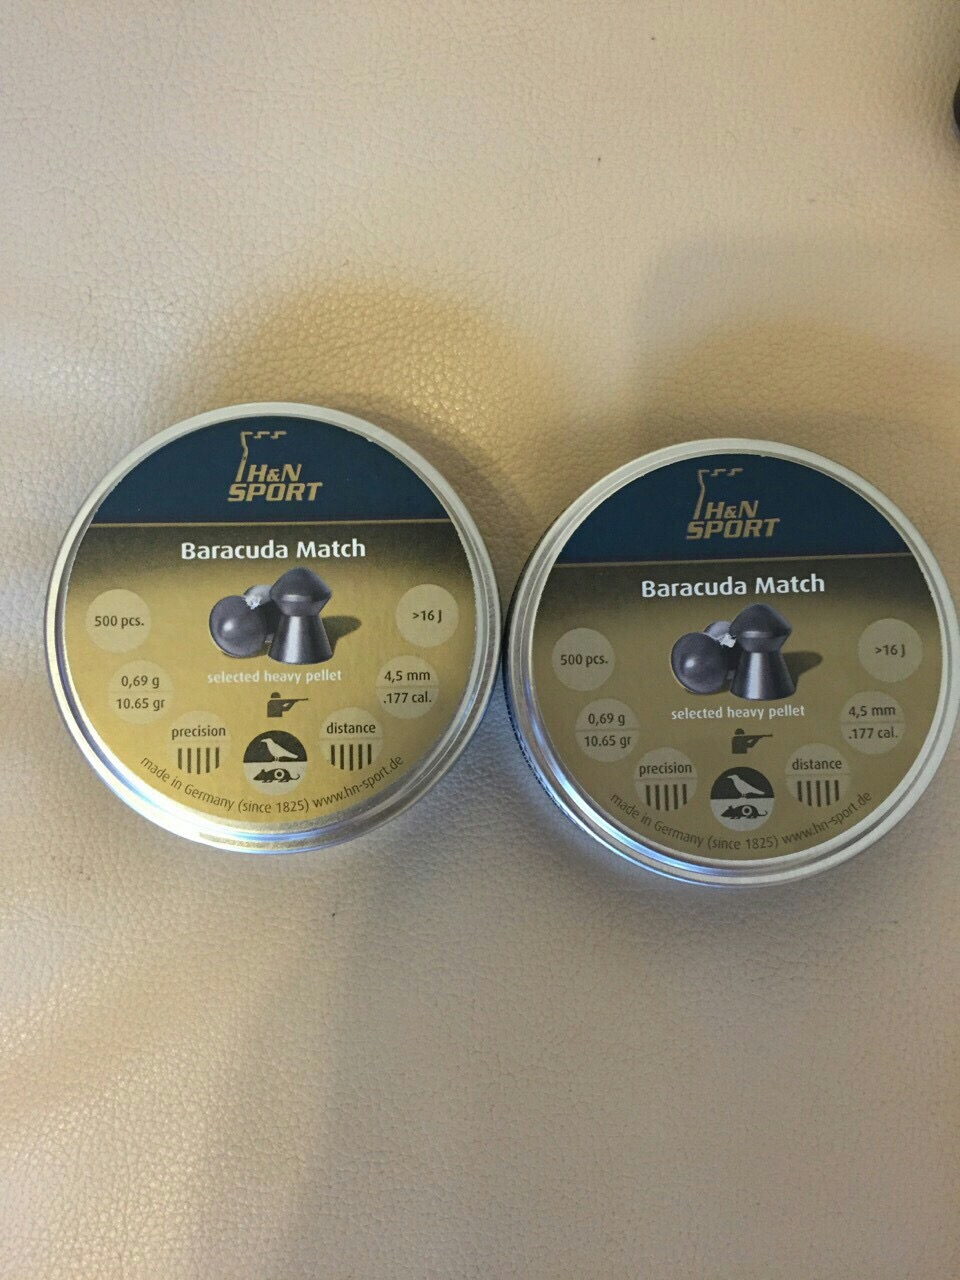 H&N
SPORT
Baracuda Match
500 pcs.
>16 J
0,69 g
10.65 gr
selected heavy pellet
4,5 mm
.177 cal.
precision
distance
made in Germany (since 1825) www.hn-sport.de
H&N
SPORT
Baracuda Match
500 pcs.
>16 J
0,69 g
10.65 gr
selected heavy pellet
4,5 mm
.177 cal.
precision
distance
made in Germany (since 1825) www.hn-sport.de